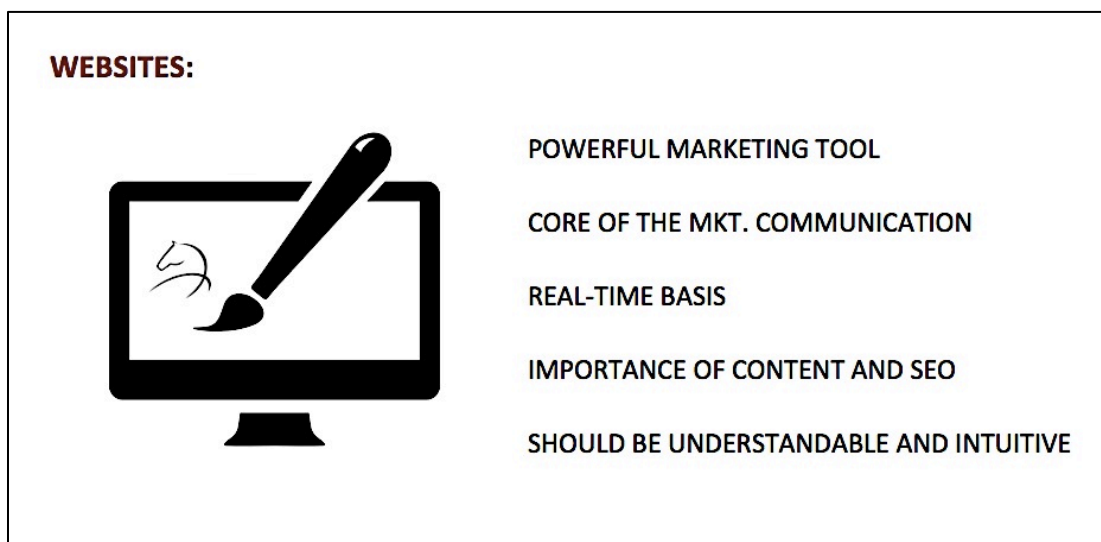 WEBSITES:
POWERFUL MARKETING TOOL
CORE OF THE MKT. COMMUNICATION
REAL-TIME BASIS
IMPORTANCE OF CONTENT AND SEO
SHOULD BE UNDERSTANDABLE AND INTUITIVE